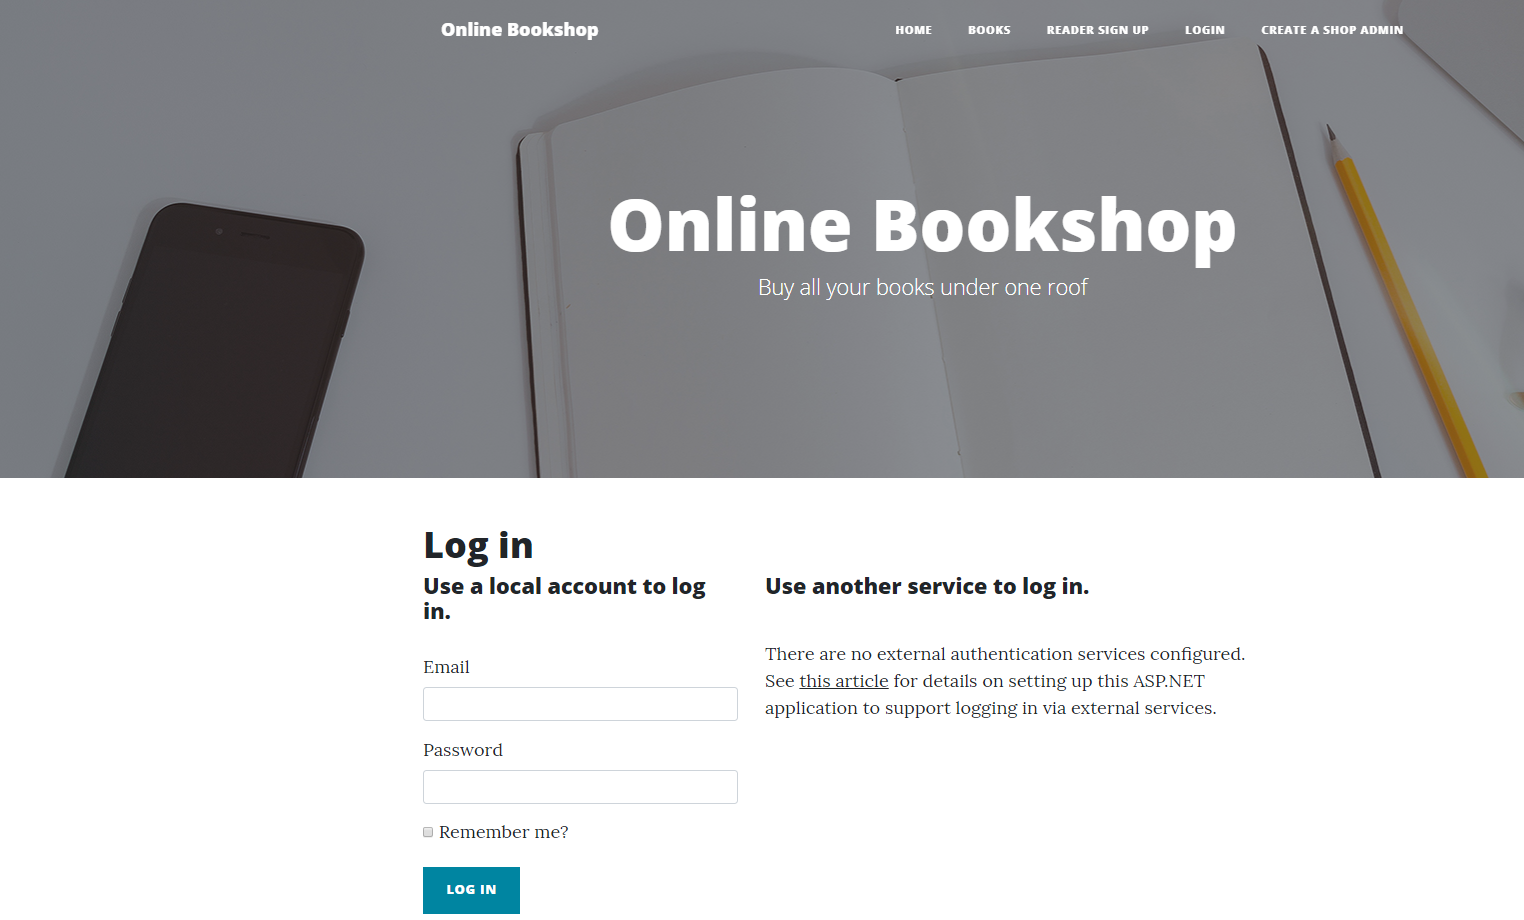 Online Bookshop
HOME BOOKS READER SIGN UP LOGIN CREATE A SHOP ADMIN
Online Bookshop
Buy all your books under one roof
Log in
Use a local account to log
in.
Email
Password
Remember me?
LOG IN
Use another service to log in.
There are no external authentication services configured.
See this article for details on setting up this ASP.NET
application to support logging in via external services.